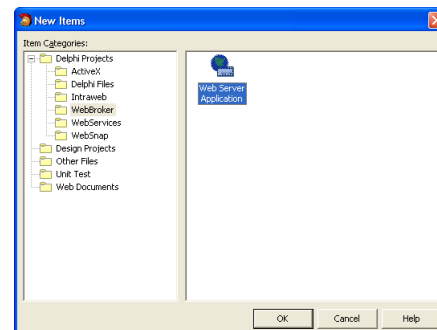 New Items
Item Categories:
Delphi Projects
ActiveX
Delphi Files
Intraweb
WebBroker
WebServices
WebSnap
Design Projects
Other Files
Unit Test
Web Documents
Web Server
Application
OK
Cancel
Help